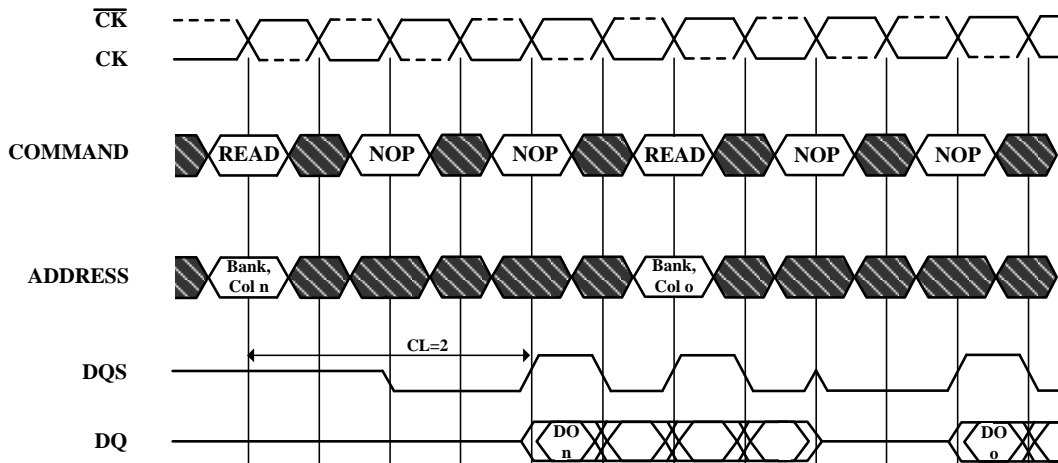 CK
CK
COMMAND
READ
NOP
NOP
READ
NOP
NOP
ADDRESS
Bank,
Col n
Bank,
Col o
CL=2
DQS
DQ
DO
n
DO
o